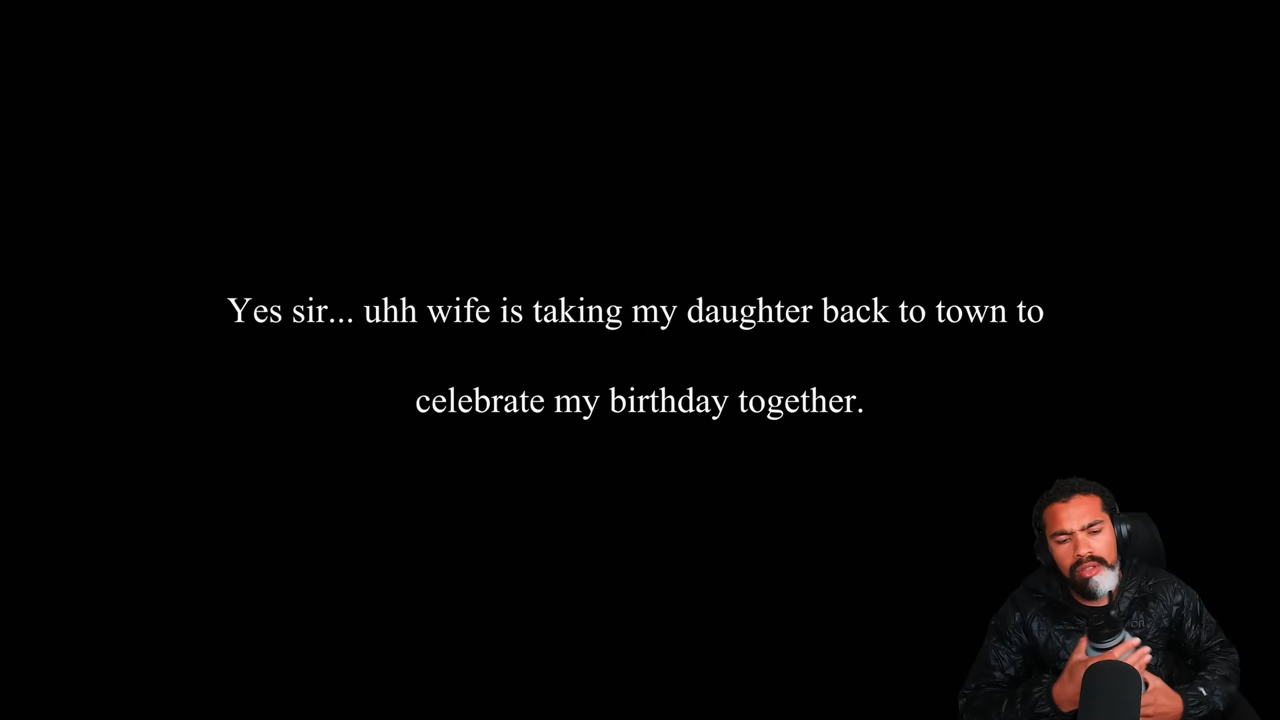 Yes sir... uhh wife is taking my daughter back to town to
celebrate my birthday together.